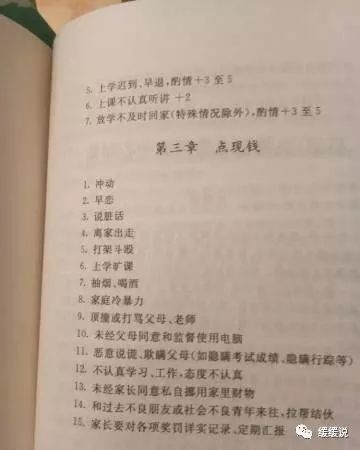 5. 上学迟到、早退，酌情＋3 至 5
6. 上课不认真听讲 ＋2
7. 放学不及时回家(特殊情况除外)，酌情＋3 至 5
第三章 点现钱
1. 冲动
2. 早恋
3. 说脏话
4. 离家出走
5. 打架斗殴
6. 上学旷课
7. 抽烟、喝酒
8. 家庭冷暴力
9. 顶撞或打骂父母、老师
10. 未经父母同意和监督使用电脑
11. 恶意说谎、欺瞒父母(如隐瞒考试成绩、隐瞒行踪等)
12. 不认真学习、工作，态度不认真
13. 未经家长同意私自挪用家里财物
14. 和过去不良朋友或社会不良青年来往，拉帮结伙
15. 家长要对各项奖罚详实记录、定期汇报
缓缓说